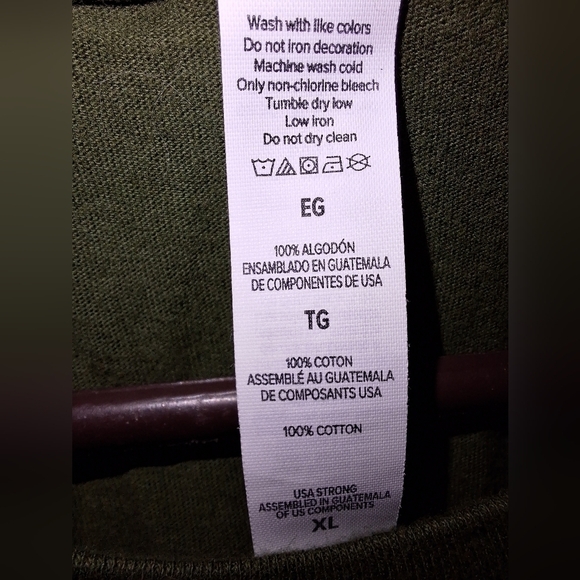 Wash with like colors
Do not iron decoration
Machine wash cold
Only non-chlorine bleach
Tumble dry low
Low iron
Do not dry clean
EG
100% ALGODÓN
ENSAMBLADO EN GUATEMALA
DE COMPONENTES DE USA
TG
100% COTON
ASSEMBLÉ AU GUATEMALA
DE COMPOSANTS USA
100% COTTON
USA STRONG
ASSEMBLED IN GUATEMALA
OF US COMPONENTS
XL